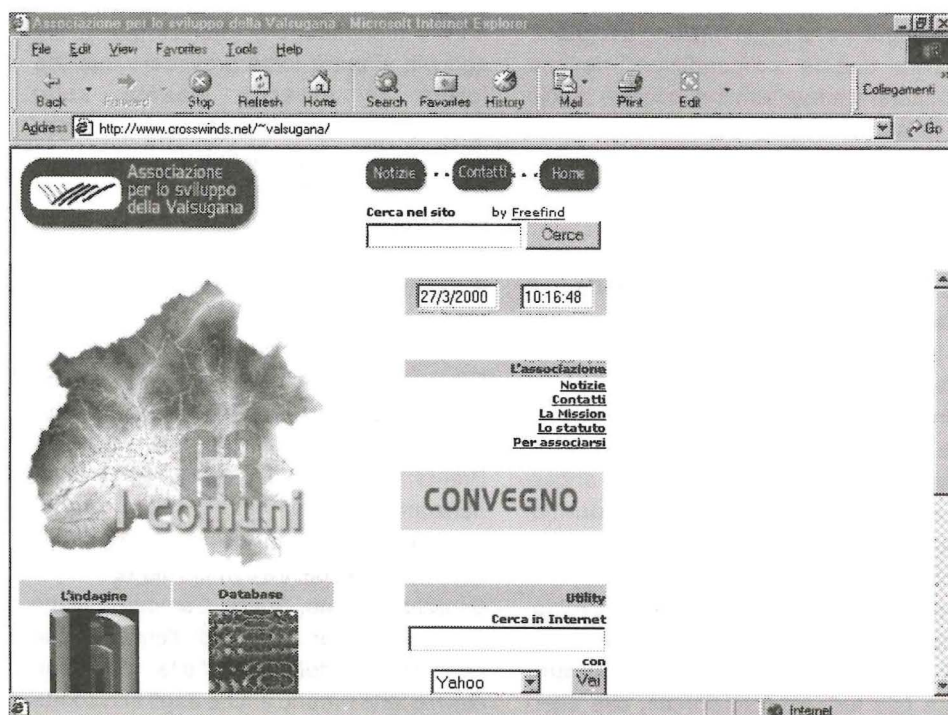 Associazione per lo sviluppo della Valsugana - Microsoft Internet Explorer
File Edit View Favorites Tools Help
Back Forward Stop Refresh Home Search Favorites History Mail Print Edit Collegamenti
Address http://www.crosswinds.net/~valsugana/ Go
Associazione
per lo sviluppo
della Valsugana
Notizie Contatti Home
Cerca nel sito by Freefind
Cerca
27/3/2000 10:16:48
L'associazione
Notizie
Contatti
La Mission
Lo statuto
Per associarsi
I comuni
CONVEGNO
L'indagine Database
Utility
Cerca in Internet
con
Yahoo Vai
Internet